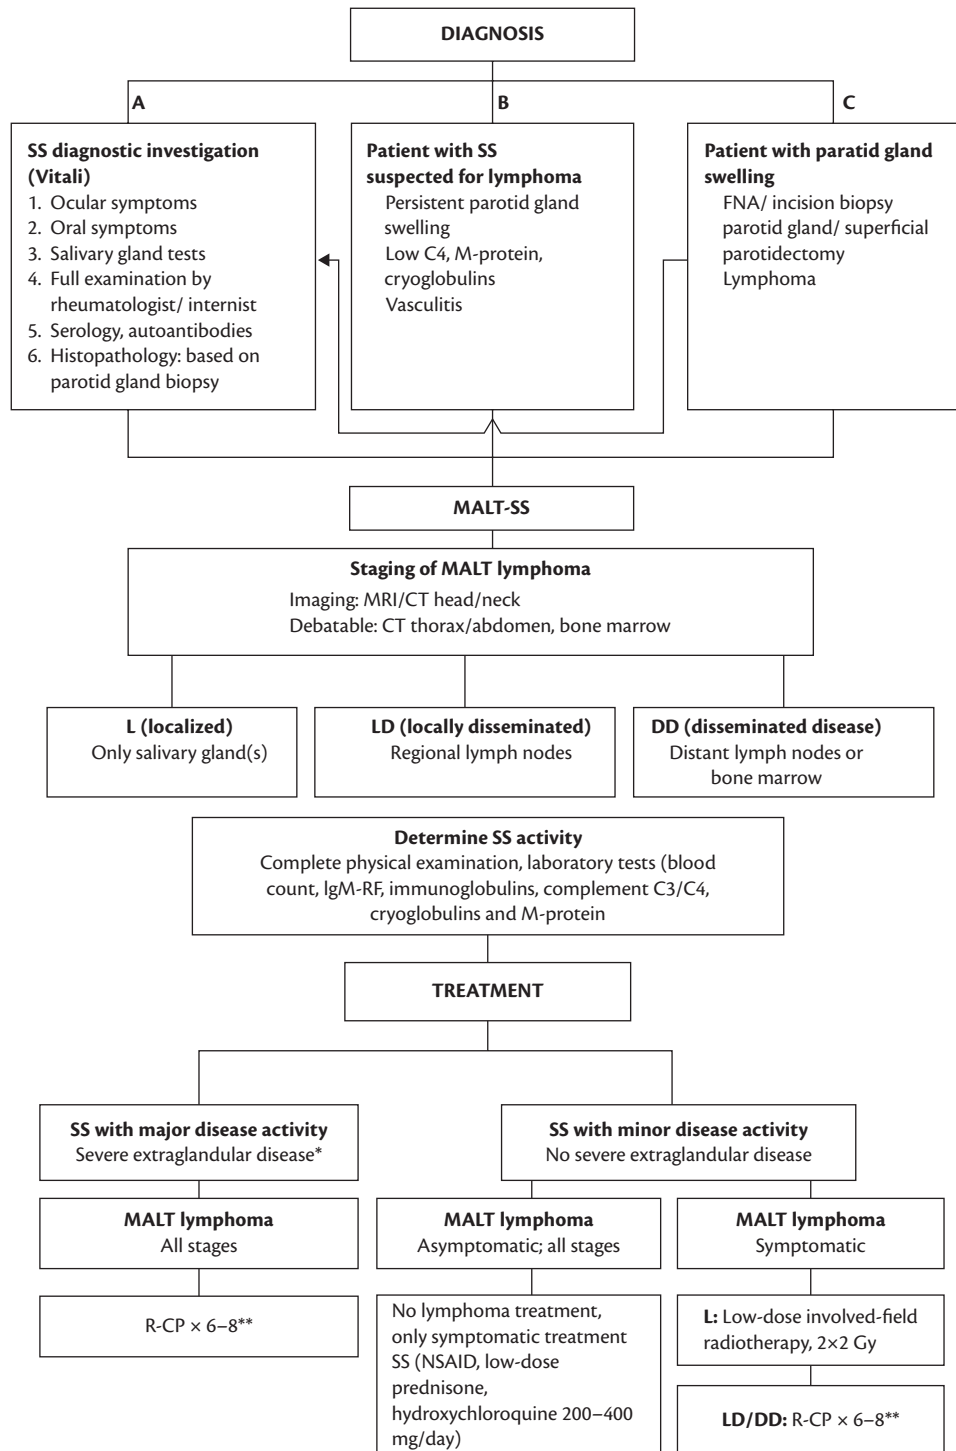 DIAGNOSIS
A
B
C
SS diagnostic investigation
(Vitali)
1. Ocular symptoms
2. Oral symptoms
3. Salivary gland tests
4. Full examination by
rheumatologist/ internist
5. Serology, autoantibodies
6. Histopathology: based on
parotid gland biopsy
Patient with SS
suspected for lymphoma
Persistent parotid gland
swelling
Low C4, M-protein,
cryoglobulins
Vasculitis
Patient with paratid gland
swelling
FNA/ incision biopsy
parotid gland/ superficial
parotidectomy
Lymphoma
MALT-SS
Staging of MALT lymphoma
Imaging: MRI/CT head/neck
Debatable: CT thorax/abdomen, bone marrow
L (localized)
Only salivary gland(s)
LD (locally disseminated)
Regional lymph nodes
DD (disseminated disease)
Distant lymph nodes or
bone marrow
Determine SS activity
Complete physical examination, laboratory tests (blood
count, IgM-RF, immunoglobulins, complement C3/C4,
cryoglobulins and M-protein
TREATMENT
SS with major disease activity
Severe extraglandular disease*
SS with minor disease activity
No severe extraglandular disease
MALT lymphoma
All stages
MALT lymphoma
Asymptomatic; all stages
MALT lymphoma
Symptomatic
R-CP × 6–8**
No lymphoma treatment,
only symptomatic treatment
SS (NSAID, low-dose
prednisone,
hydroxychloroquine 200–400
mg/day)
L: Low-dose involved-field
radiotherapy, 2×2 Gy
LD/DD: R-CP × 6–8**